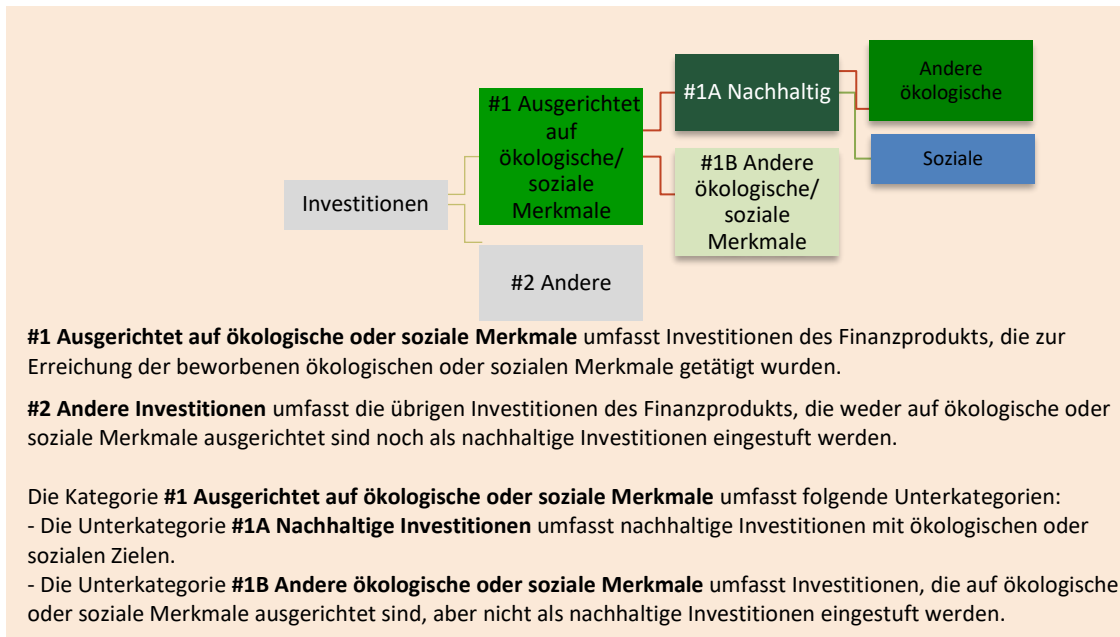 Investitionen
#1 Ausgerichtet
auf
ökologische/
soziale
Merkmale
#2 Andere
#1A Nachhaltig
#1B Andere
ökologische/
soziale
Merkmale
Andere
ökologische
Soziale
#1 Ausgerichtet auf ökologische oder soziale Merkmale umfasst Investitionen des Finanzprodukts, die zur
Erreichung der beworbenen ökologischen oder sozialen Merkmale getätigt wurden.
#2 Andere Investitionen umfasst die übrigen Investitionen des Finanzprodukts, die weder auf ökologische oder
soziale Merkmale ausgerichtet sind noch als nachhaltige Investitionen eingestuft werden.
Die Kategorie #1 Ausgerichtet auf ökologische oder soziale Merkmale umfasst folgende Unterkategorien:
- Die Unterkategorie #1A Nachhaltige Investitionen umfasst nachhaltige Investitionen mit ökologischen oder
sozialen Zielen.
- Die Unterkategorie #1B Andere ökologische oder soziale Merkmale umfasst Investitionen, die auf ökologische
oder soziale Merkmale ausgerichtet sind, aber nicht als nachhaltige Investitionen eingestuft werden.